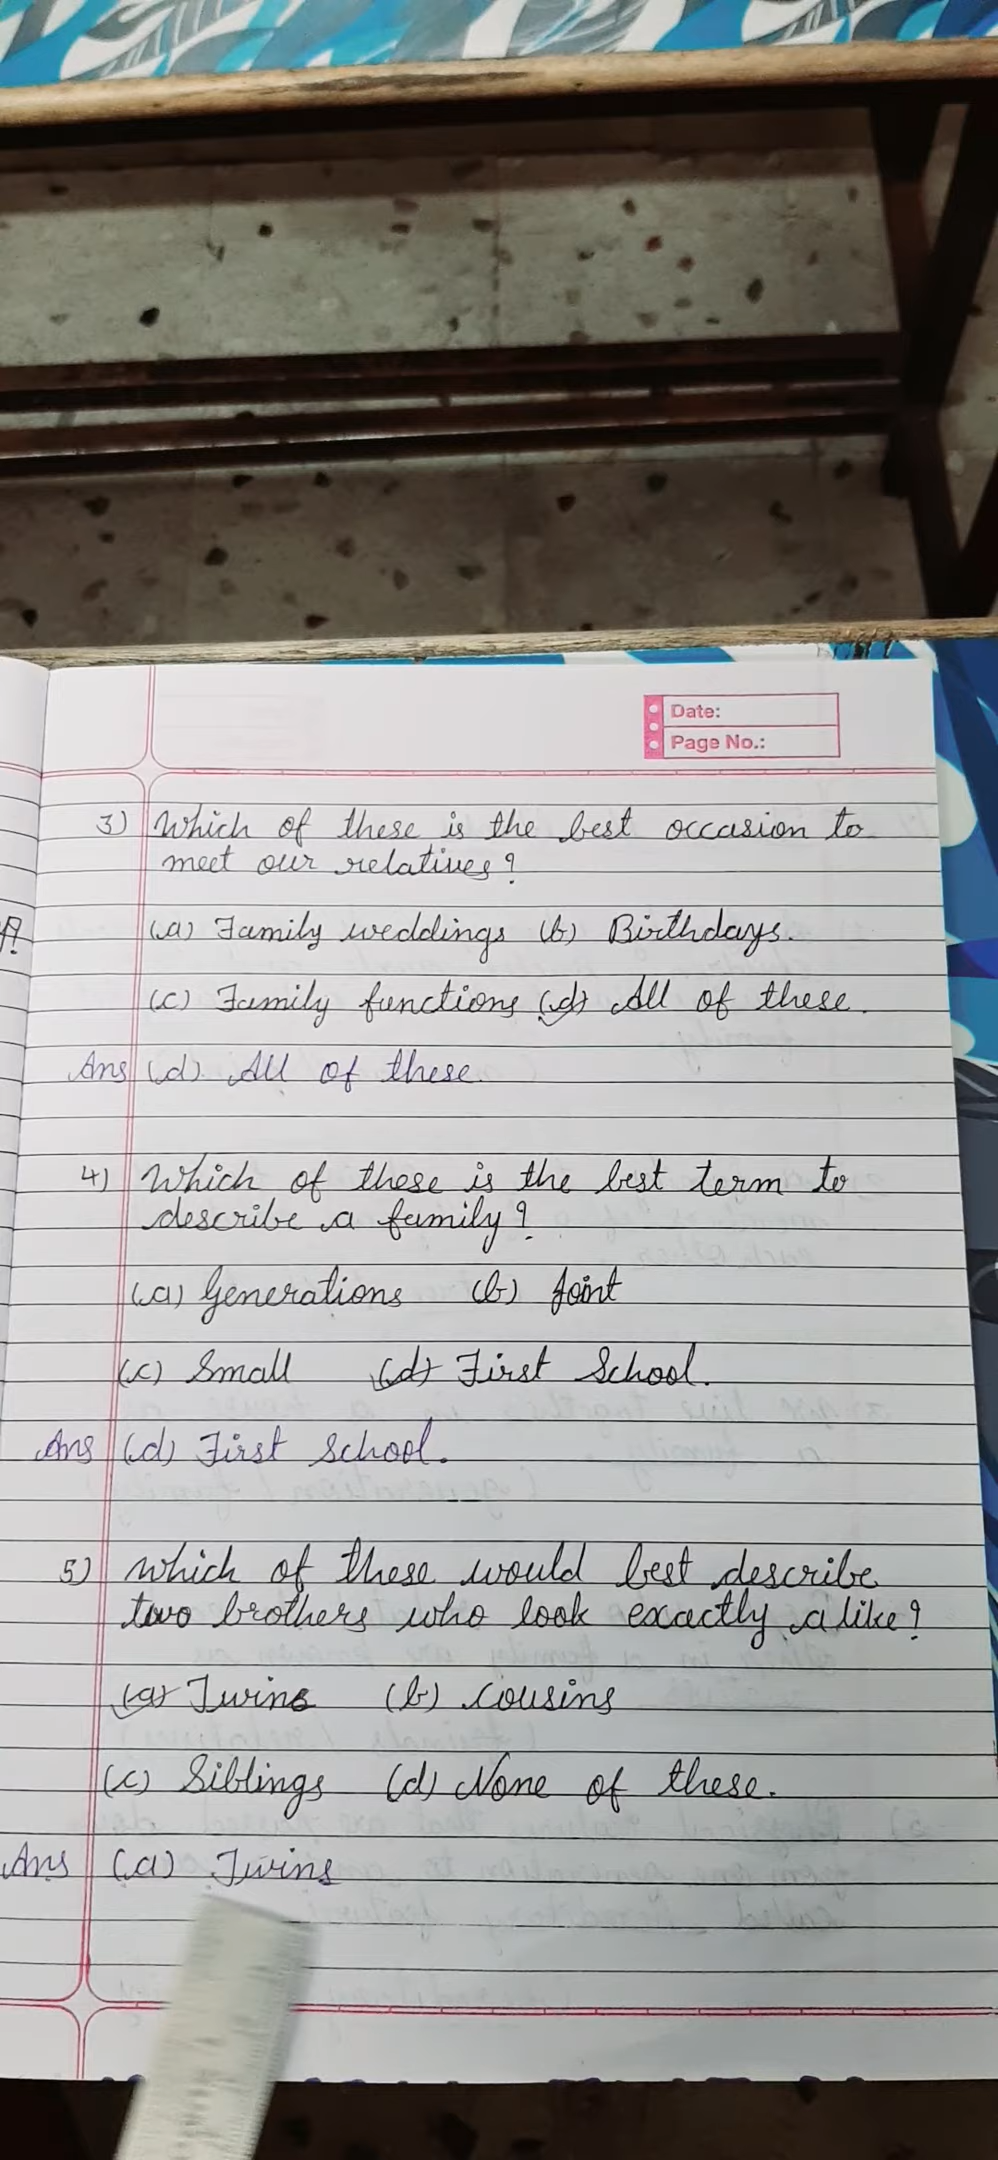 Date:
Page No.:
3) Which of these is the best occasion to
meet our relatives?
(a) Family weddings (b) Birthdays.
(c) Family functions (d) All of these.
Ans (d) All of these.
4) Which of these is the best term to
describe a family?
(a) Generations (b) Joint
(c) Small (d) First School.
Ans (d) First School.
5) Which of these would best describe
two brothers who look exactly alike?
(a) Twins (b) Cousins
(c) Siblings (d) None of these.
Ans (a) Twins